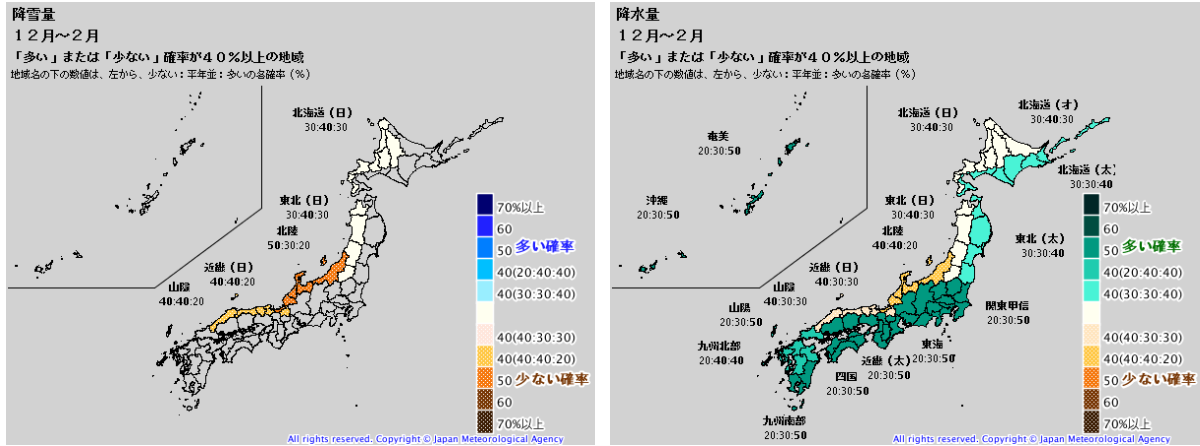 降雪量
12月〜2月
「多い」または「少ない」確率が40%以上の地域
地域名の下の数値は、左から、少ない:平年並:多いの各確率(%)
北海道(日)
30:40:30
東北(日)
30:40:30
北陸
50:30:20
近畿(日)
40:40:20
山陰
40:40:20
70%以上
60
50 多い確率
40(20:40:40)
40(30:30:40)
40(40:30:30)
40(40:40:20)
50 少ない確率
60
70%以上
All rights reserved. Copyright © Japan Meteorological Agency
降水量
12月〜2月
「多い」または「少ない」確率が40%以上の地域
地域名の下の数値は、左から、少ない:平年並:多いの各確率(%)
北海道(日)
30:40:30
北海道(オ)
30:40:30
奄美
20:30:50
北海道(太)
30:30:40
沖縄
20:30:50
東北(日)
30:40:30
北陸
40:40:20
東北(太)
30:30:40
近畿(日)
40:30:30
山陰
40:30:30
山陽
20:30:50
関東甲信
20:30:50
九州北部
20:40:40
東海
20:30:50
近畿(太)
20:30:50
四国
20:30:50
九州南部
20:30:50
70%以上
60
50 多い確率
40(20:40:40)
40(30:30:40)
40(40:30:30)
40(40:40:20)
50 少ない確率
60
70%以上
All rights reserved. Copyright © Japan Meteorological Agency